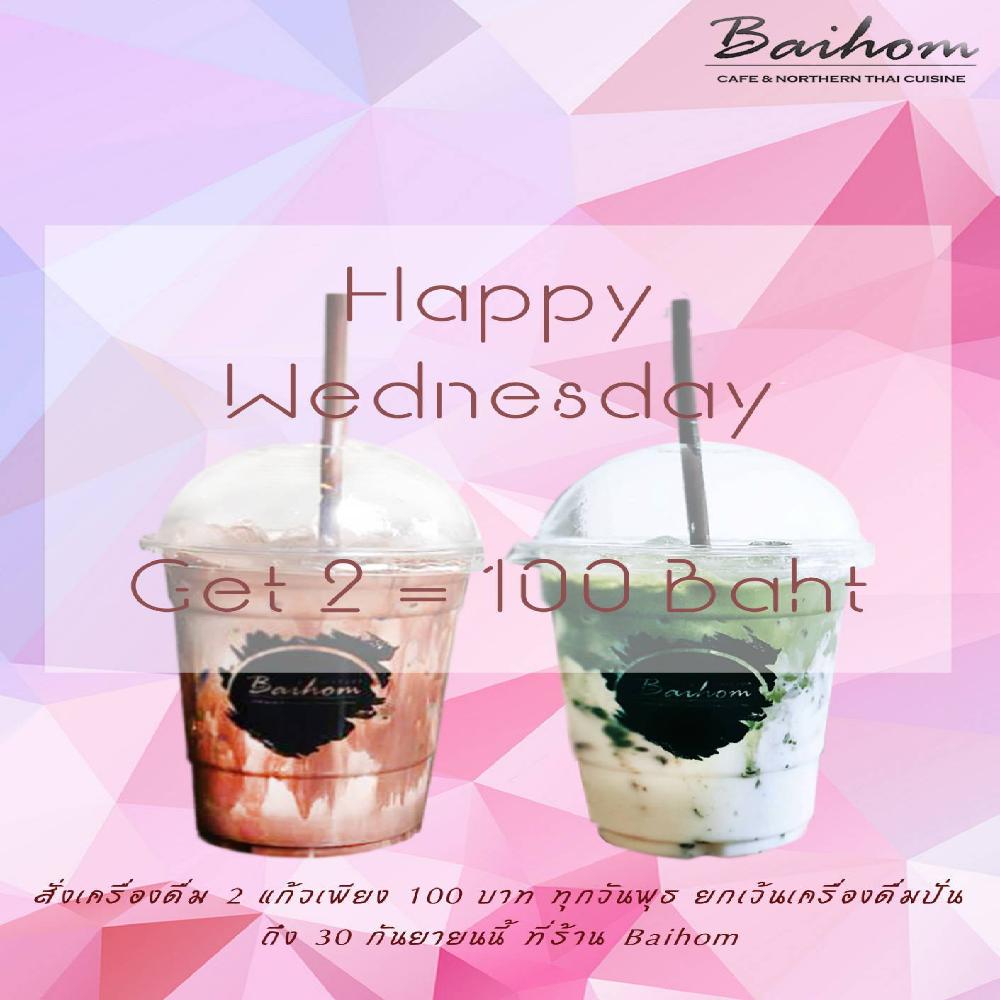 Baihom
CAFE & NORTHERN THAI CUISINE
Happy
Wednesday
Get 2 = 100 Baht
Baihom
Baihom
สั่งเครื่องดื่ม 2 แก้วเพียง 100 บาท ทุกวันพุธ ยกเว้นเครื่องดื่มปั่น
ถึง 30 กันยายนนี้ ที่ร้าน Baihom